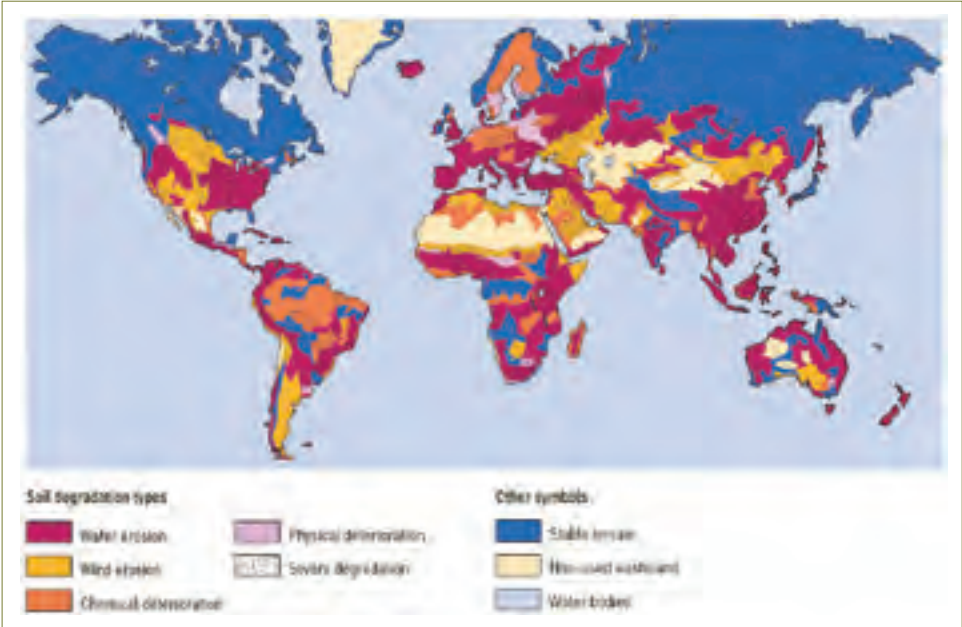 Soil degradation types
Water erosion
Wind erosion
Chemical deterioration
Physical deterioration
Severe degradation
Other symbols
Stable terrain
Non-used wasteland
Water bodies